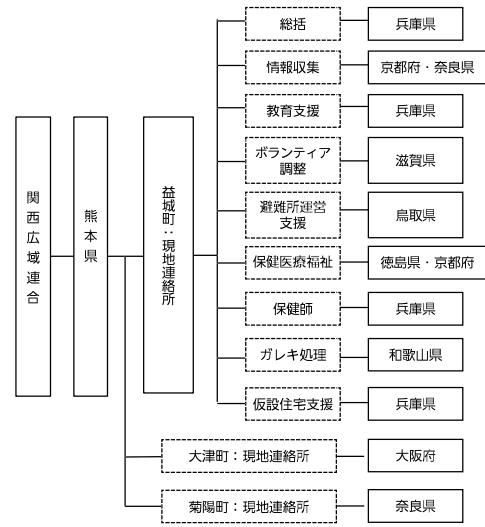 関西広域連合
熊本県
益城町：現地連絡所
総括
兵庫県
情報収集
京都府・奈良県
教育支援
兵庫県
ボランティア
調整
滋賀県
避難所運営
支援
鳥取県
保健医療福祉
徳島県・京都府
保健師
兵庫県
ガレキ処理
和歌山県
仮設住宅支援
兵庫県
大津町：現地連絡所
大阪府
菊陽町：現地連絡所
奈良県